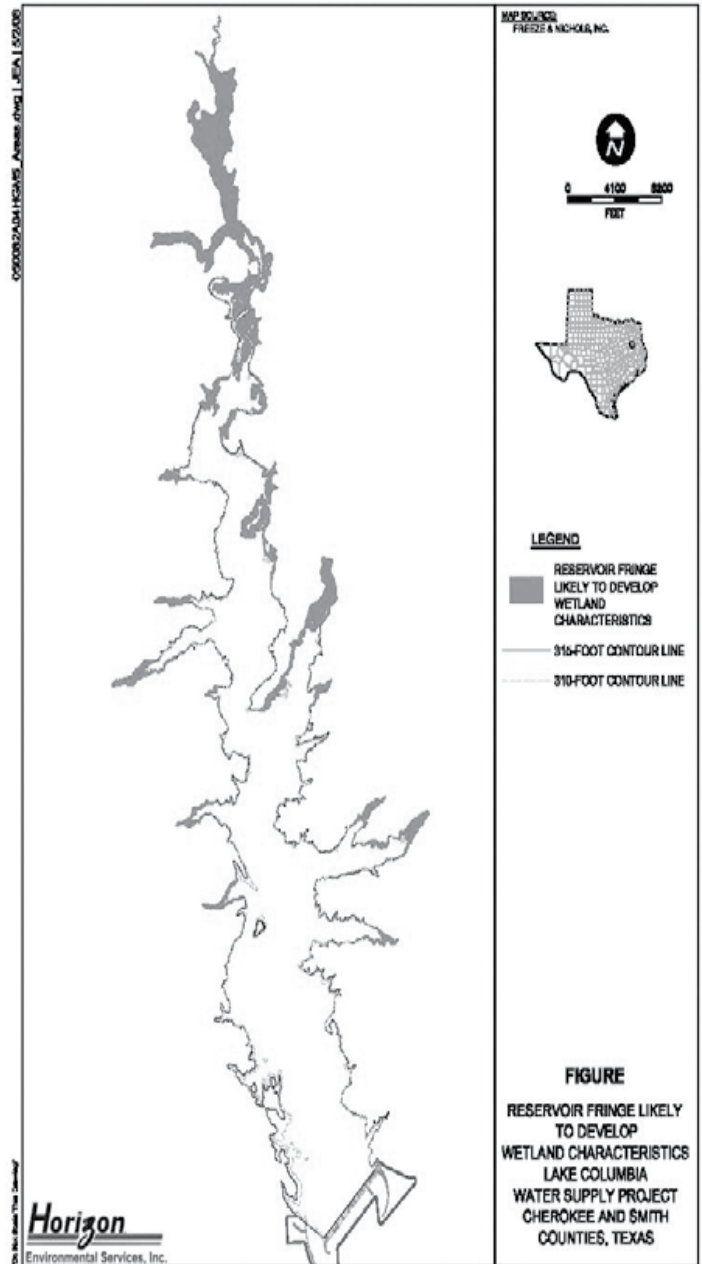 MAP SOURCE:
FREEZE & NICHOLS, INC.
N
0 4100 8200
FEET
LEGEND
RESERVOIR FRINGE
LIKELY TO DEVELOP
WETLAND
CHARACTERISTICS
315-FOOT CONTOUR LINE
310-FOOT CONTOUR LINE
FIGURE
RESERVOIR FRINGE LIKELY
TO DEVELOP
WETLAND CHARACTERISTICS
LAKE COLUMBIA
WATER SUPPLY PROJECT
CHEROKEE AND SMITH
COUNTIES, TEXAS
Horizon
Environmental Services, Inc.